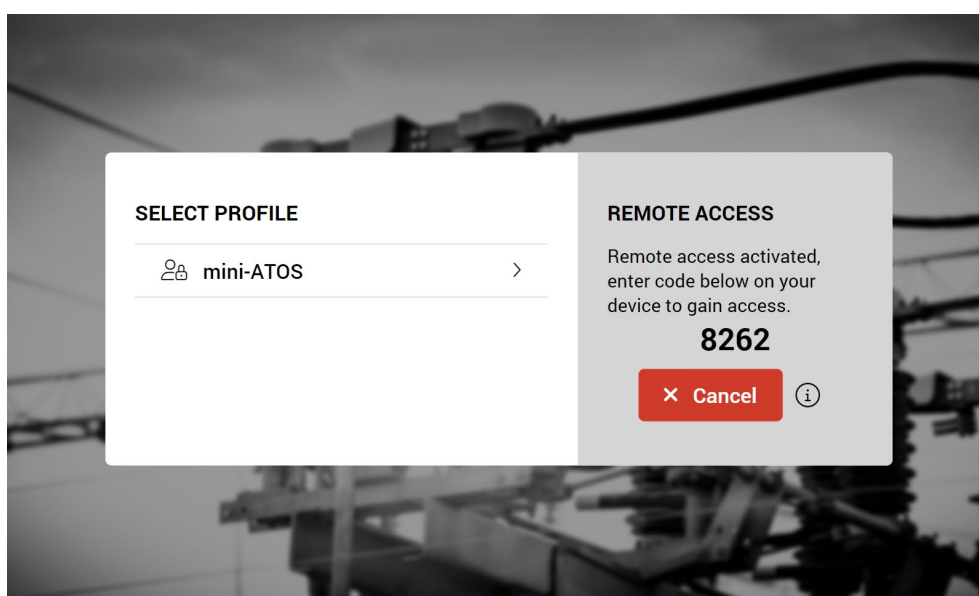 SELECT PROFILE
mini-ATOS
REMOTE ACCESS
Remote access activated,
enter code below on your
device to gain access.
8262
Cancel